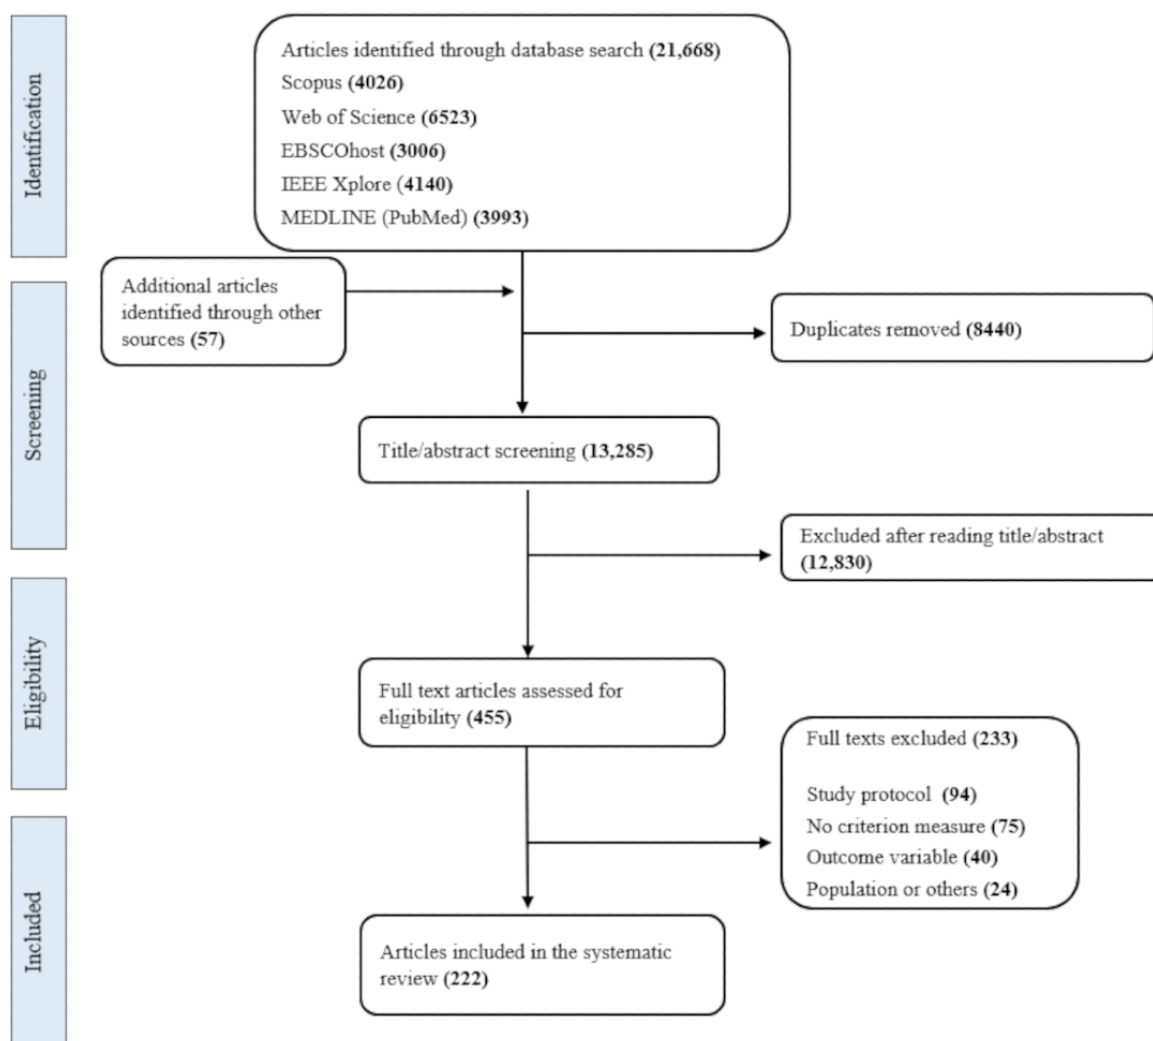 Identification
Articles identified through database search (21,668)
Scopus (4026)
Web of Science (6523)
EBSCOhost (3006)
IEEE Xplore (4140)
MEDLINE (PubMed) (3993)
Additional articles
identified through other
sources (57)
Duplicates removed (8440)
Screening
Title/abstract screening (13,285)
Excluded after reading title/abstract
(12,830)
Eligibility
Full text articles assessed for
eligibility (455)
Full texts excluded (233)
Study protocol (94)
No criterion measure (75)
Outcome variable (40)
Population or others (24)
Included
Articles included in the systematic
review (222)